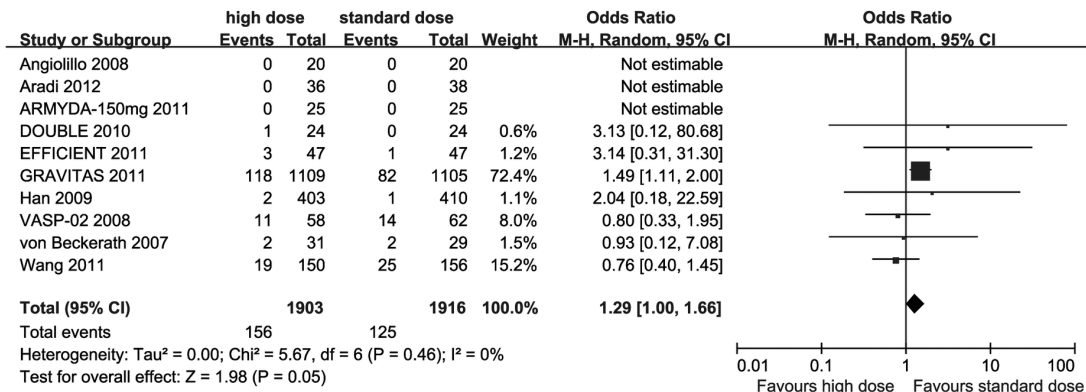 high dose standard dose Odds Ratio Odds Ratio
Study or Subgroup Events Total Events Total Weight M-H, Random, 95% CI M-H, Random, 95% CI
Angiolillo 2008 0 20 0 20 Not estimable
Aradi 2012 0 36 0 38 Not estimable
ARMYDA-150mg 2011 0 25 0 25 Not estimable
DOUBLE 2010 1 24 0 24 0.6% 3.13 [0.12, 80.68]
EFFICIENT 2011 3 47 1 47 1.2% 3.14 [0.31, 31.30]
GRAVITAS 2011 118 1109 82 1105 72.4% 1.49 [1.11, 2.00]
Han 2009 2 403 1 410 1.1% 2.04 [0.18, 22.59]
VASP-02 2008 11 58 14 62 8.0% 0.80 [0.33, 1.95]
von Beckerath 2007 2 31 2 29 1.5% 0.93 [0.12, 7.08]
Wang 2011 19 150 25 156 15.2% 0.76 [0.40, 1.45]
Total (95% CI) 1903 1916 100.0% 1.29 [1.00, 1.66]
Total events 156 125
Heterogeneity: Tau² = 0.00; Chi² = 5.67, df = 6 (P = 0.46); I² = 0%
Test for overall effect: Z = 1.98 (P = 0.05)
0.01 0.1 1 10 100
Favours high dose Favours standard dose